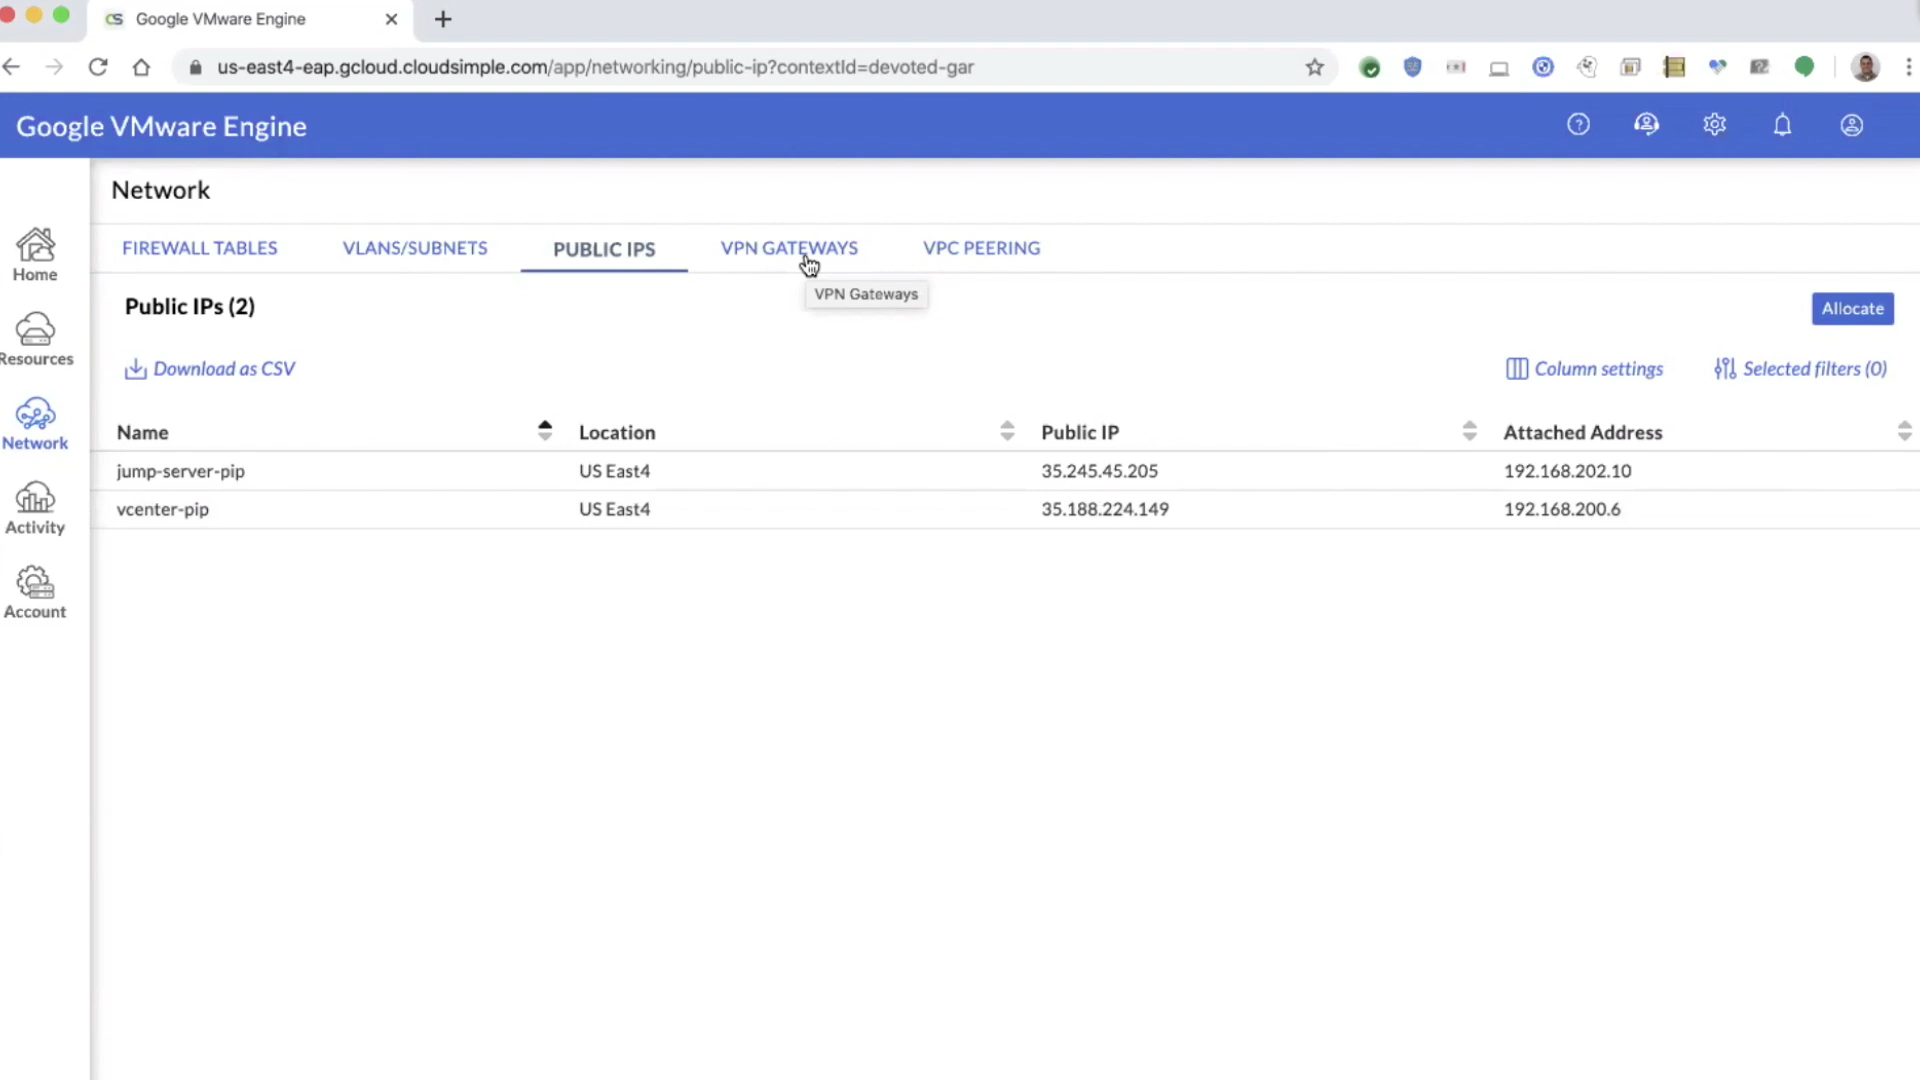 Google VMware Engine
us-east4-eap.gcloud.cloudsimple.com/app/networking/public-ip?contextId=devoted-gar
Google VMware Engine
Network
FIREWALL TABLES VLANS/SUBNETS PUBLIC IPS VPN GATEWAYS VPC PEERING
VPN Gateways
Public IPs (2)
Allocate
Download as CSV
Column settings
Selected filters (0)
Name Location Public IP Attached Address
jump-server-pip US East4 35.245.45.205 192.168.202.10
vcenter-pip US East4 35.188.224.149 192.168.200.6
Home
Resources
Network
Activity
Account